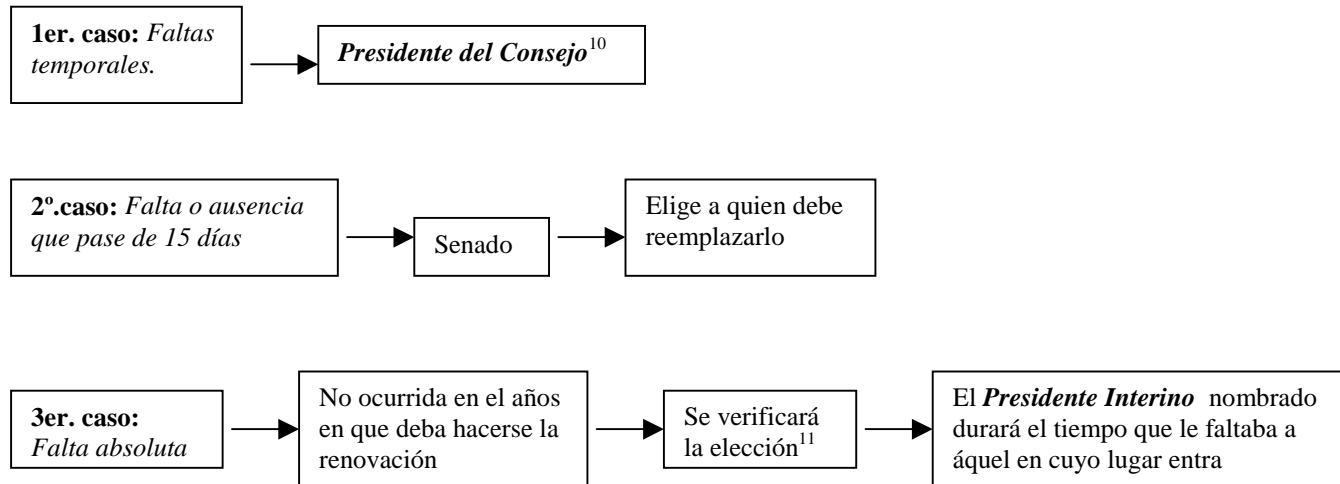 1er. caso: Faltas
temporales.
Presidente del Consejo10
2º.caso: Falta o ausencia
que pase de 15 días
Senado
Elige a quien debe
reemplazarlo
3er. caso:
Falta absoluta
No ocurrida en el años
en que deba hacerse la
renovación
Se verificará
la elección11
El Presidente Interino nombrado
durará el tiempo que le faltaba a
áquel en cuyo lugar entra